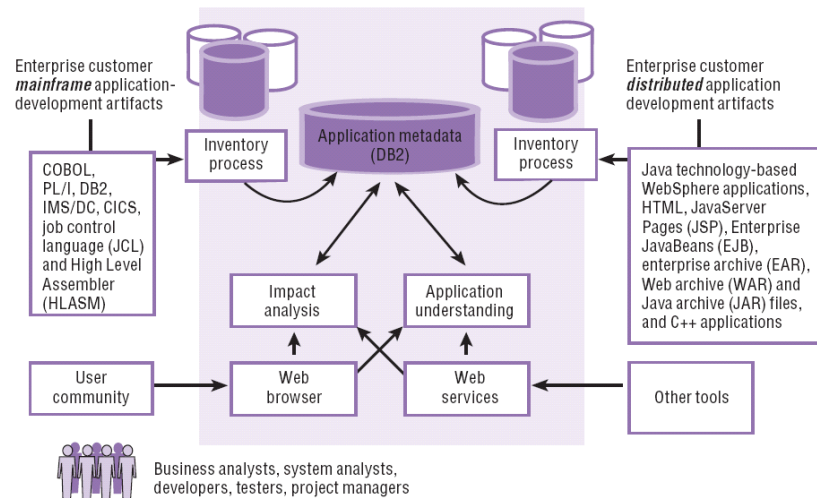 Enterprise customer
mainframe application-
development artifacts
Enterprise customer
distributed application
development artifacts
Application metadata
(DB2)
Inventory
process
Inventory
process
COBOL,
PL/I, DB2,
IMS/DC, CICS,
job control
language (JCL)
and High Level
Assembler
(HLASM)
Java technology-based
WebSphere applications,
HTML, JavaServer
Pages (JSP), Enterprise
JavaBeans (EJB),
enterprise archive (EAR),
Web archive (WAR) and
Java archive (JAR) files,
and C++ applications
Impact
analysis
Application
understanding
User
community
Web
browser
Web
services
Other tools
Business analysts, system analysts,
developers, testers, project managers